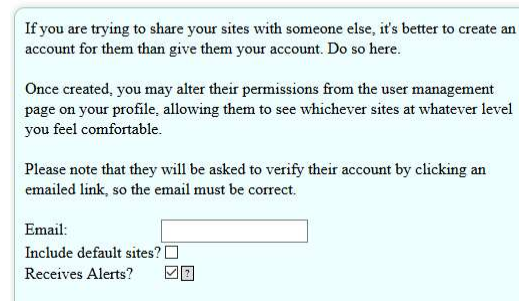 If you are trying to share your sites with someone else, it's better to create an
account for them than give them your account. Do so here.
Once created, you may alter their permissions from the user management
page on your profile, allowing them to see whichever sites at whatever level
you feel comfortable.
Please note that they will be asked to verify their account by clicking an
emailed link, so the email must be correct.
Email:
Include default sites?
Receives Alerts? ?